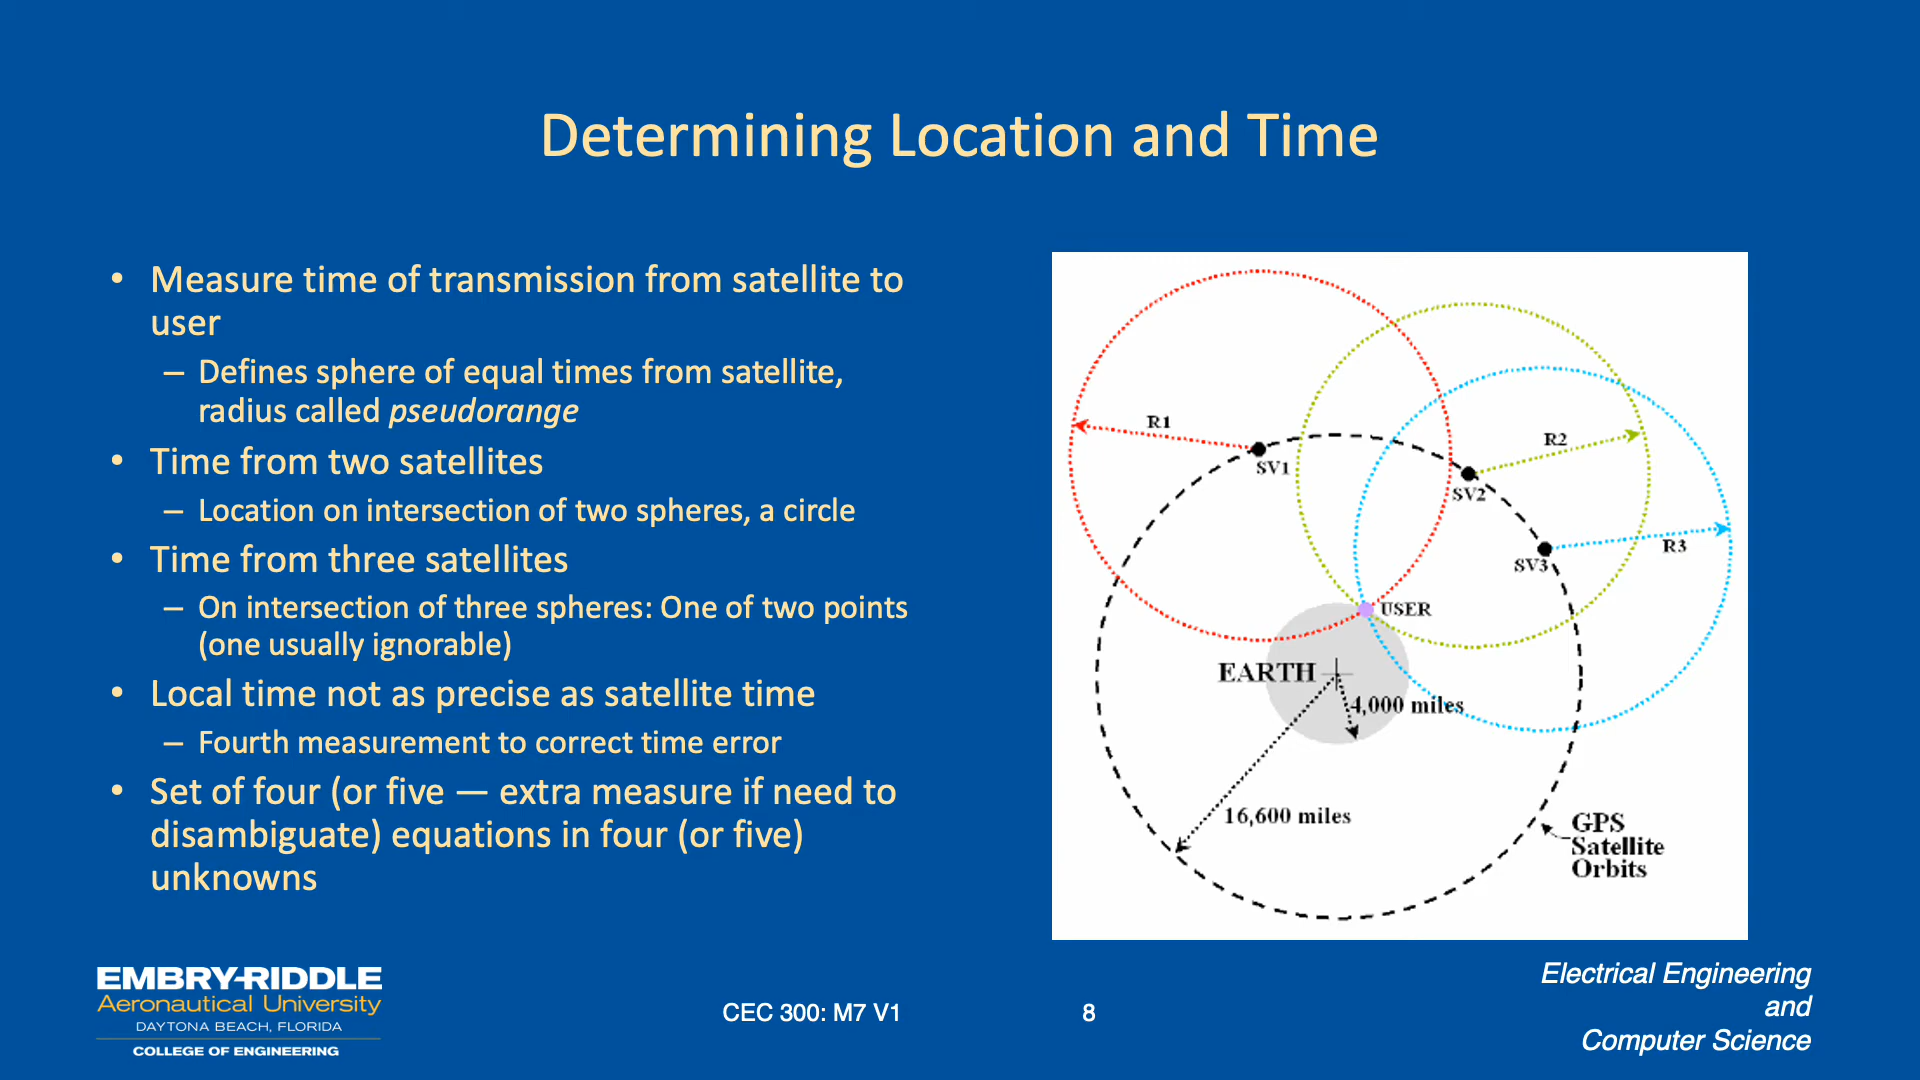 Determining Location and Time
• Measure time of transmission from satellite to
user
– Defines sphere of equal times from satellite,
radius called pseudorange
• Time from two satellites
– Location on intersection of two spheres, a circle
• Time from three satellites
– On intersection of three spheres: One of two points
(one usually ignorable)
• Local time not as precise as satellite time
– Fourth measurement to correct time error
• Set of four (or five — extra measure if need to
disambiguate) equations in four (or five)
unknowns
R1
SV1
R2
SV2
R3
SV3
USER
EARTH
4,000 miles
16,600 miles
GPS
Satellite
Orbits
EMBRY-RIDDLE
Aeronautical University
DAYTONA BEACH, FLORIDA
COLLEGE OF ENGINEERING
CEC 300: M7 V1
8
Electrical Engineering
and
Computer Science